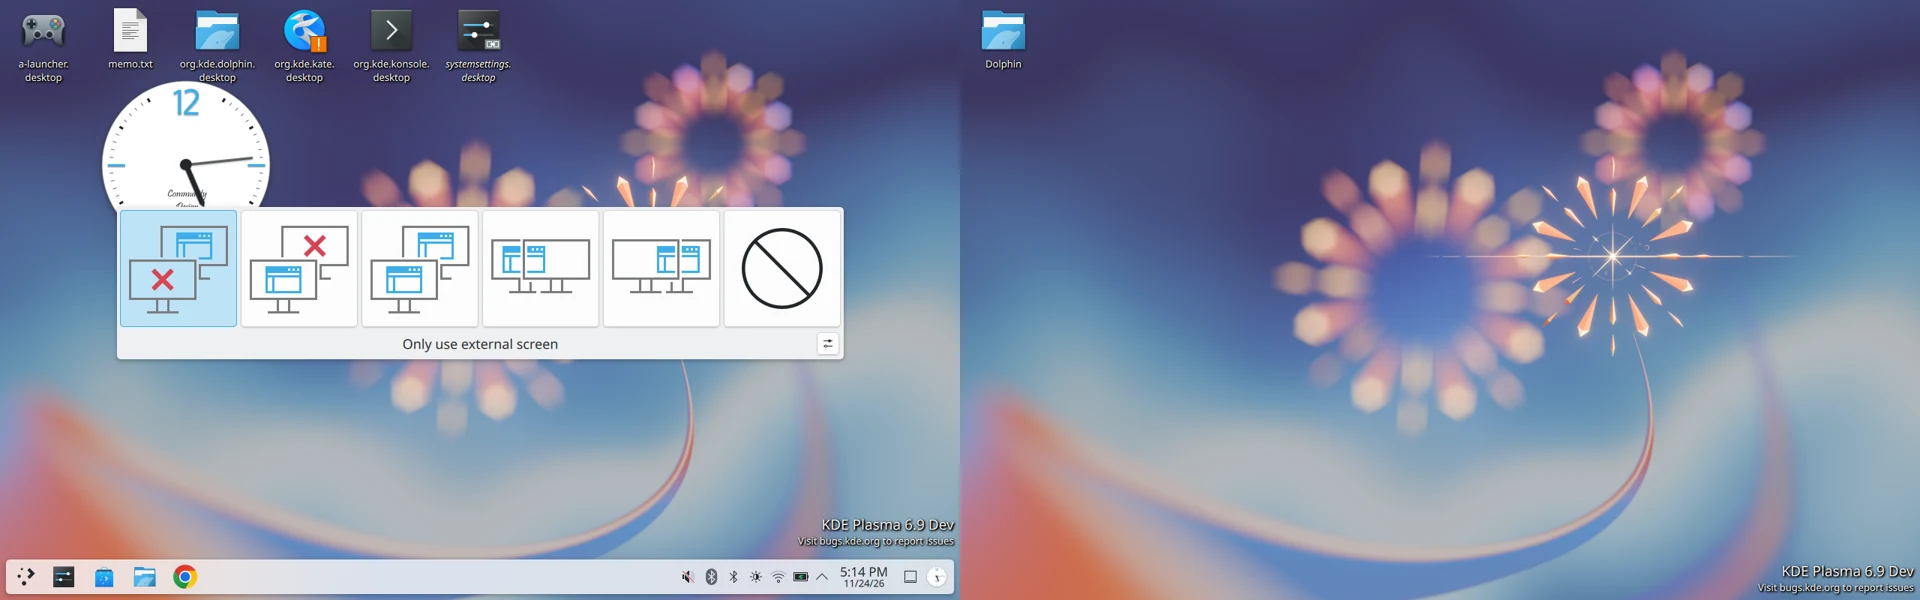 a-launcher.
desktop
memo.txt
org.kde.dolphin.
desktop
org.kde.kate.
desktop
org.kde.konsole.
desktop
systemsettings.
desktop
Dolphin
12
Community
Design
Only use external screen
KDE Plasma 6.9 Dev
Visit bugs.kde.org to report issues
5:14 PM
11/24/26
KDE Plasma 6.9 Dev
Visit bugs.kde.org to report issues